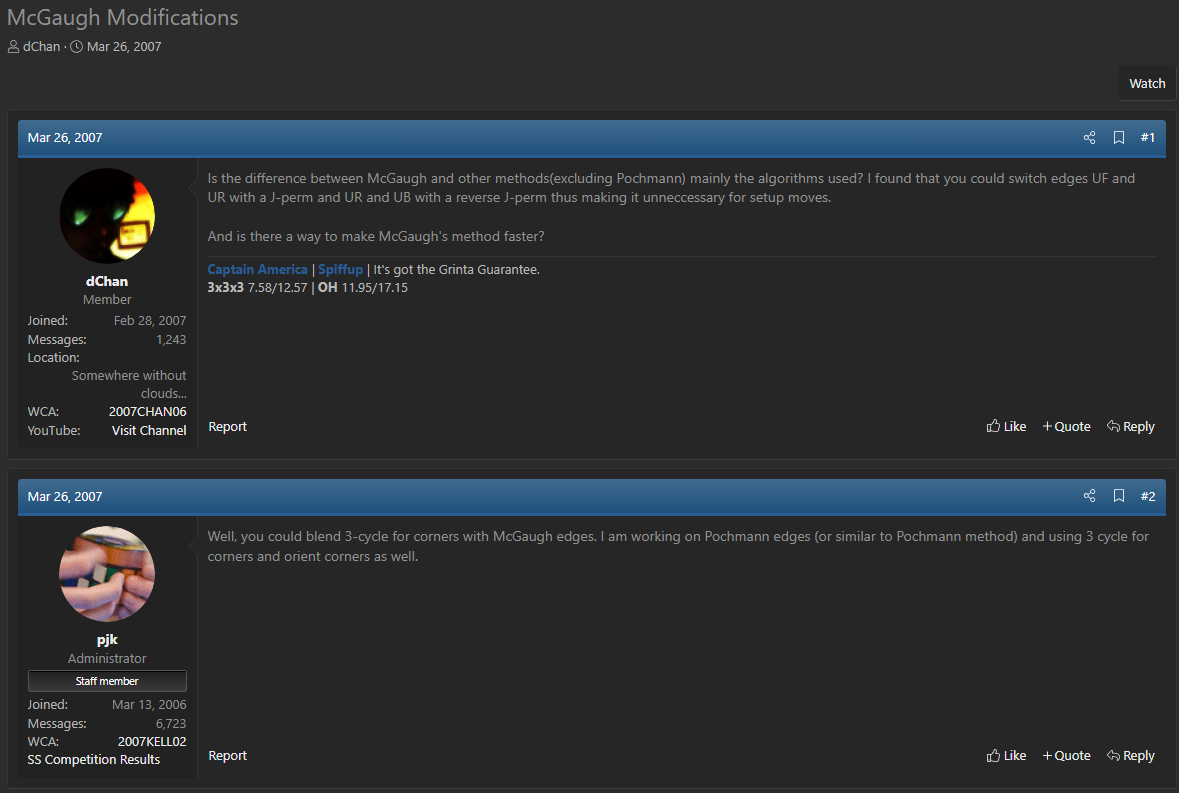 McGaugh Modifications
dChan · Mar 26, 2007
Watch
Mar 26, 2007
#1
dChan
Member
Joined: Feb 28, 2007
Messages: 1,243
Location:
Somewhere without
clouds...
WCA: 2007CHAN06
YouTube: Visit Channel
Is the difference between McGaugh and other methods(excluding Pochmann) mainly the algorithms used? I found that you could switch edges UF and
UR with a J-perm and UR and UB with a reverse J-perm thus making it unneccessary for setup moves.
And is there a way to make McGaugh's method faster?
Captain America | Spiffup | It's got the Grinta Guarantee.
3x3x3 7.58/12.57 | OH 11.95/17.15
Report
Like
+Quote
Reply
Mar 26, 2007
#2
pjk
Administrator
Staff member
Joined: Mar 13, 2006
Messages: 6,723
WCA: 2007KELL02
SS Competition Results
Well, you could blend 3-cycle for corners with McGaugh edges. I am working on Pochmann edges (or similar to Pochmann method) and using 3 cycle for
corners and orient corners as well.
Report
Like
+Quote
Reply